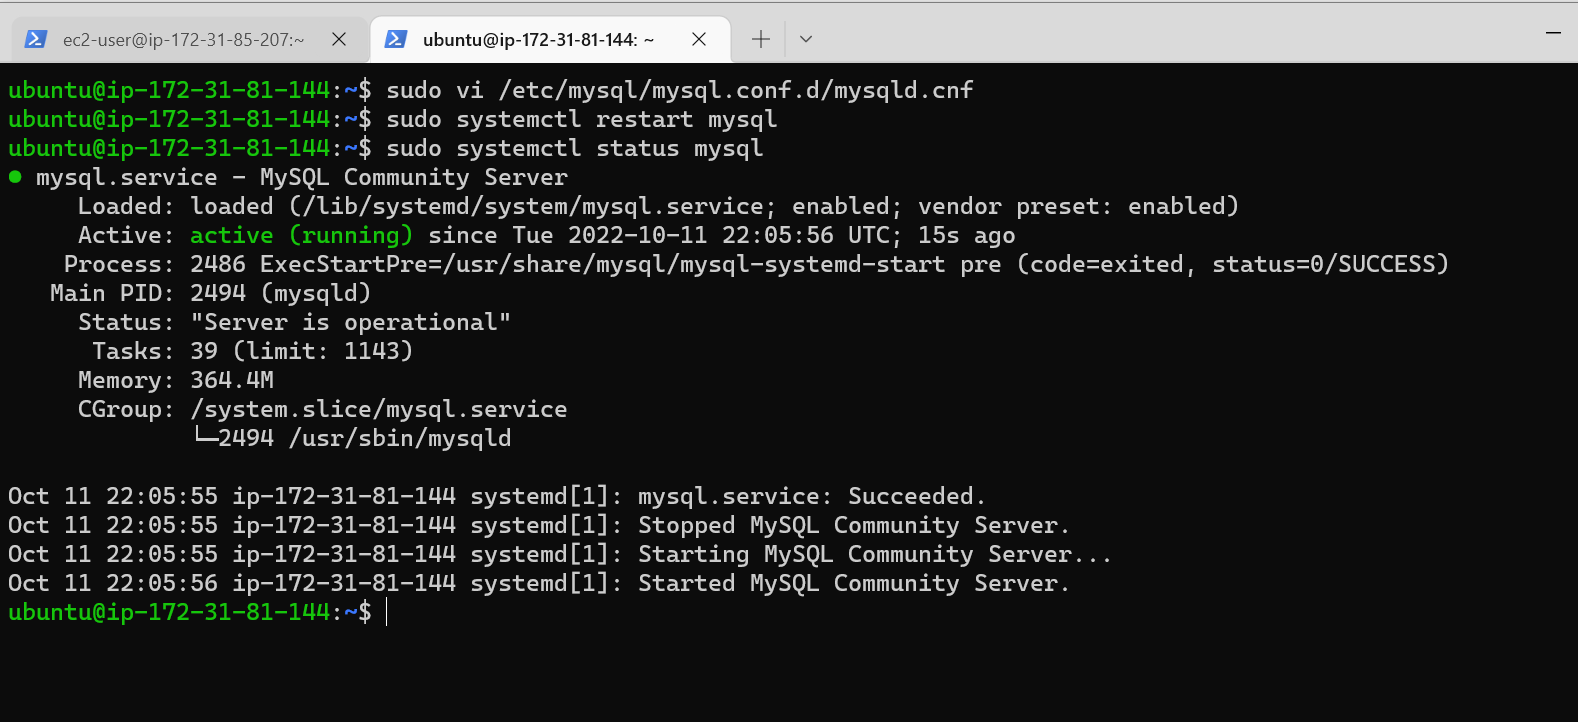 ec2-user@ip-172-31-85-207:~
ubuntu@ip-172-31-81-144: ~
ubuntu@ip-172-31-81-144:~$ sudo vi /etc/mysql/mysql.conf.d/mysqld.cnf
ubuntu@ip-172-31-81-144:~$ sudo systemctl restart mysql
ubuntu@ip-172-31-81-144:~$ sudo systemctl status mysql
● mysql.service - MySQL Community Server
     Loaded: loaded (/lib/systemd/system/mysql.service; enabled; vendor preset: enabled)
     Active: active (running) since Tue 2022-10-11 22:05:56 UTC; 15s ago
    Process: 2486 ExecStartPre=/usr/share/mysql/mysql-systemd-start pre (code=exited, status=0/SUCCESS)
   Main PID: 2494 (mysqld)
     Status: "Server is operational"
      Tasks: 39 (limit: 1143)
     Memory: 364.4M
     CGroup: /system.slice/mysql.service
             └─2494 /usr/sbin/mysqld

Oct 11 22:05:55 ip-172-31-81-144 systemd[1]: mysql.service: Succeeded.
Oct 11 22:05:55 ip-172-31-81-144 systemd[1]: Stopped MySQL Community Server.
Oct 11 22:05:55 ip-172-31-81-144 systemd[1]: Starting MySQL Community Server...
Oct 11 22:05:56 ip-172-31-81-144 systemd[1]: Started MySQL Community Server.
ubuntu@ip-172-31-81-144:~$